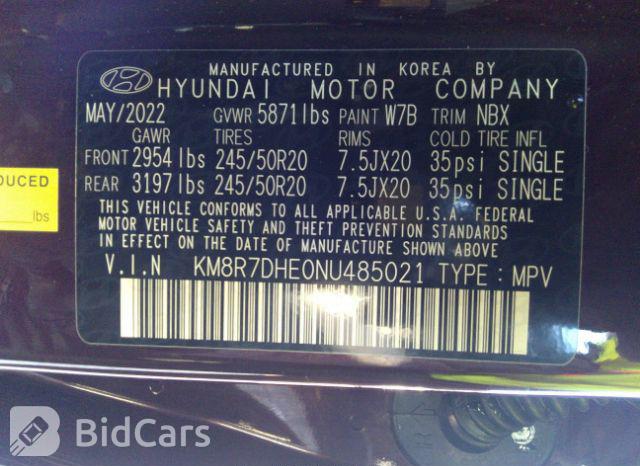 MANUFACTURED IN KOREA BY
HYUNDAI MOTOR COMPANY
MAY/2022 GVWR 5871lbs PAINT W7B TRIM NBX
GAWR TIRES RIMS COLD TIRE INFL
FRONT 2954 lbs 245/50R20 7.5JX20 35psi SINGLE
REAR 3197 lbs 245/50R20 7.5JX20 35psi SINGLE
THIS VEHICLE CONFORMS TO ALL APPLICABLE U.S.A. FEDERAL
MOTOR VEHICLE SAFETY AND THEFT PREVENTION STANDARDS
IN EFFECT ON THE DATE OF MANUFACTURE SHOWN ABOVE.
V.I.N KM8R7DHE0NU485021 TYPE : MPV
DUCED
lbs
BidCars